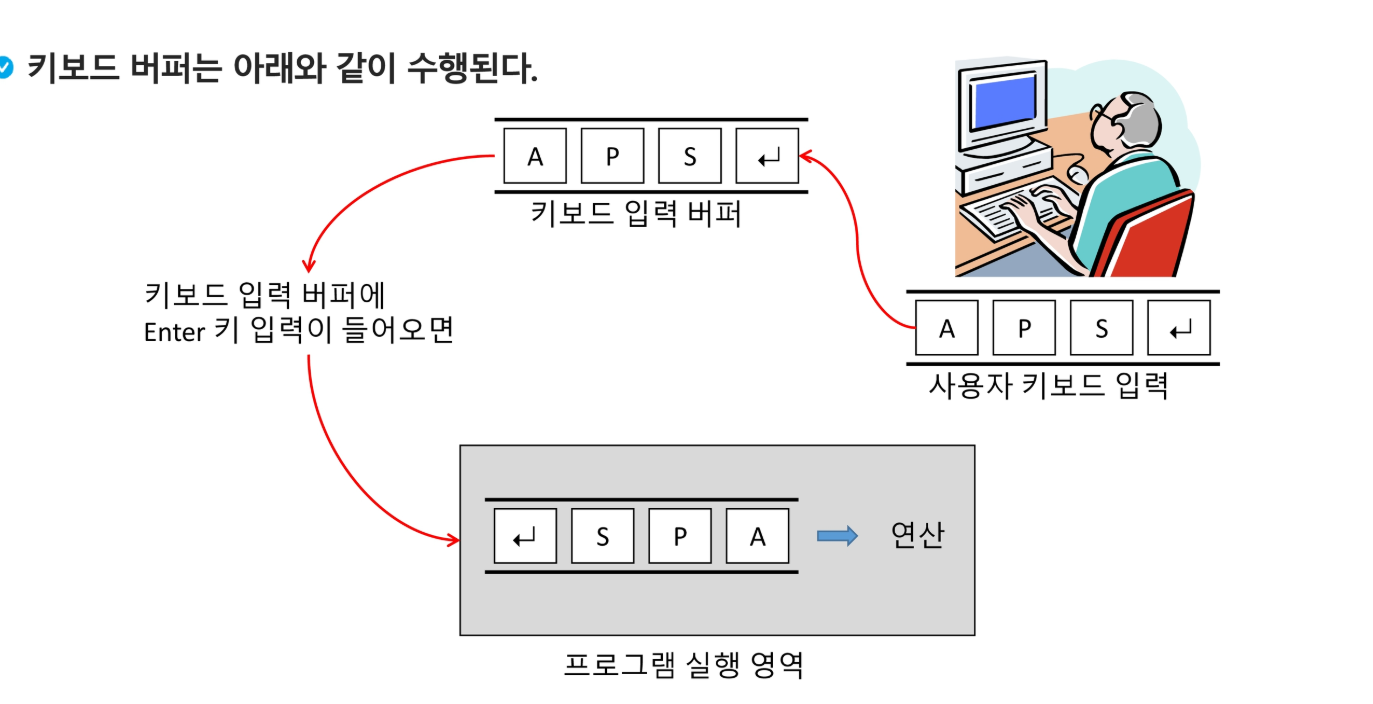 키보드 버퍼는 아래와 같이 수행된다.
A P S ↵
키보드 입력 버퍼
키보드 입력 버퍼에
Enter 키 입력이 들어오면
A P S ↵
사용자 키보드 입력
↵ S P A
연산
프로그램 실행 영역